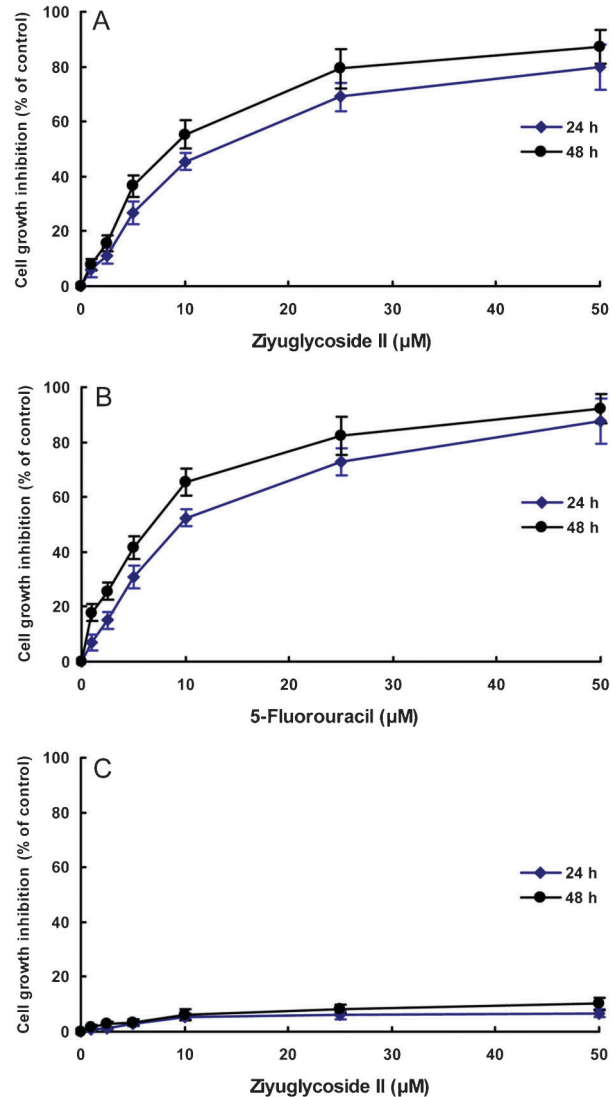 A
Cell growth inhibition (% of control)
100
80
60
40
20
0
24 h
48 h
0 10 20 30 40 50
Ziyuglycoside II (μM)
B
Cell growth inhibition (% of control)
100
80
60
40
20
0
24 h
48 h
0 10 20 30 40 50
5-Fluorouracil (μM)
C
Cell growth inhibition (% of control)
100
80
60
40
20
0
24 h
48 h
0 10 20 30 40 50
Ziyuglycoside II (μM)